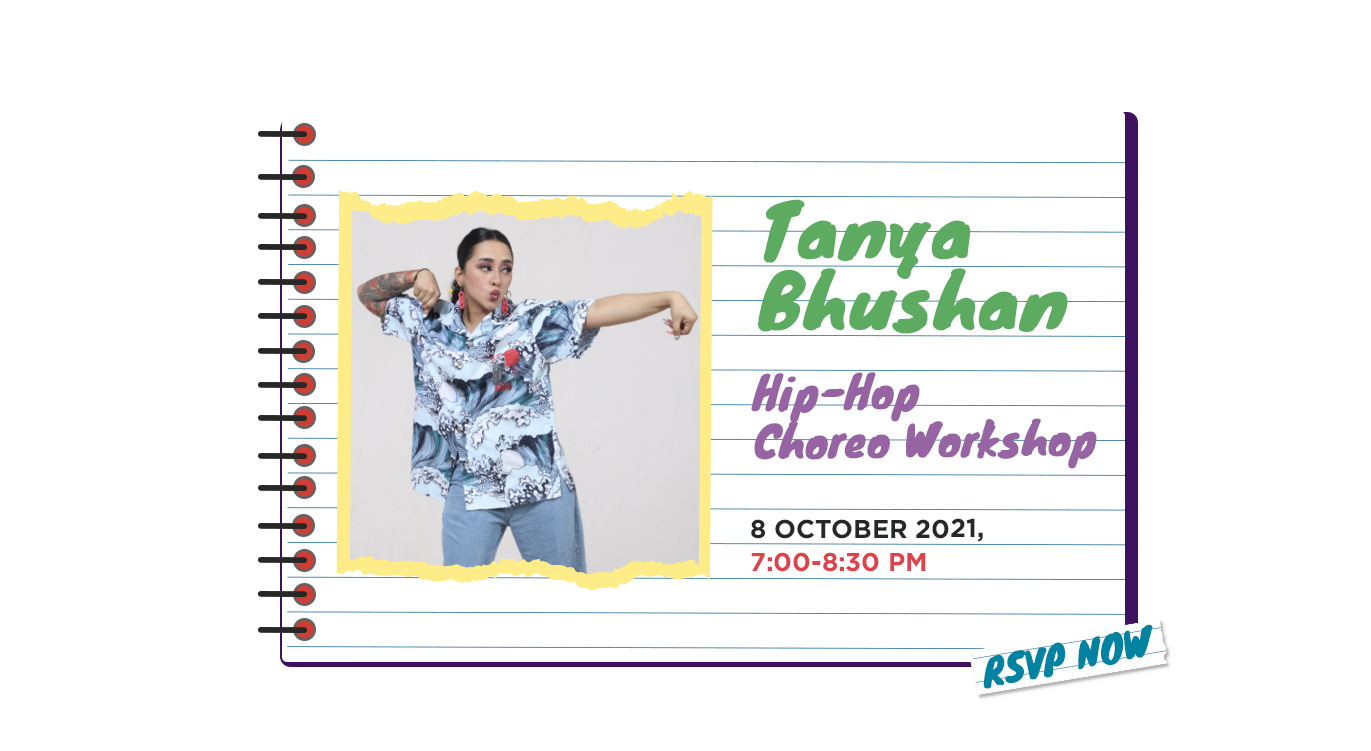 Tanya
Bhushan
Hip-Hop
Choreo Workshop
8 OCTOBER 2021,
7:00-8:30 PM
RSVP NOW